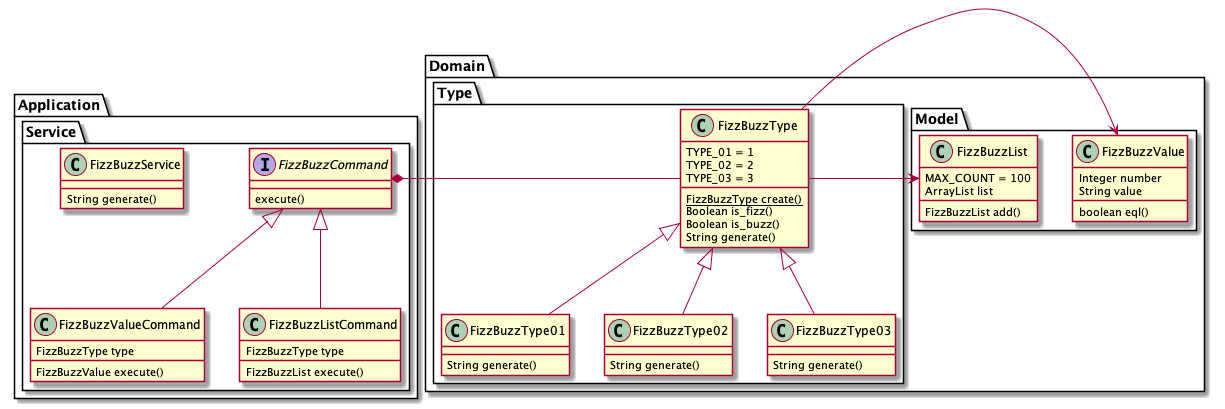 Application
Service
C FizzBuzzService
String generate()
I FizzBuzzCommand
execute()
C FizzBuzzValueCommand
FizzBuzzType type
FizzBuzzValue execute()
C FizzBuzzListCommand
FizzBuzzType type
FizzBuzzList execute()
Domain
Type
C FizzBuzzType
TYPE_01 = 1
TYPE_02 = 2
TYPE_03 = 3
FizzBuzzType create()
Boolean is_fizz()
Boolean is_buzz()
String generate()
C FizzBuzzType01
String generate()
C FizzBuzzType02
String generate()
C FizzBuzzType03
String generate()
Model
C FizzBuzzList
MAX_COUNT = 100
ArrayList list
FizzBuzzList add()
C FizzBuzzValue
Integer number
String value
boolean eql()